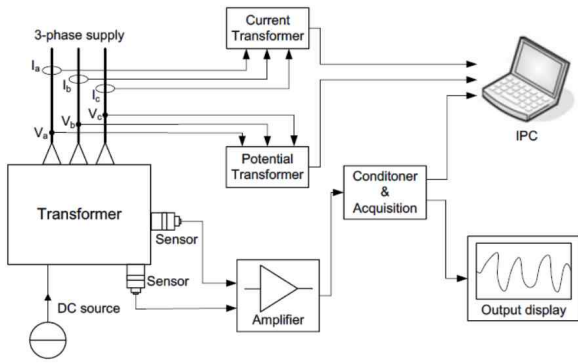 3-phase supply
Current
Transformer
Ia
Ib
Ic
Va
Vb
Vc
Potential
Transformer
IPC
Conditoner
&
Acquisition
Transformer
Sensor
Sensor
DC source
Amplifier
Output display